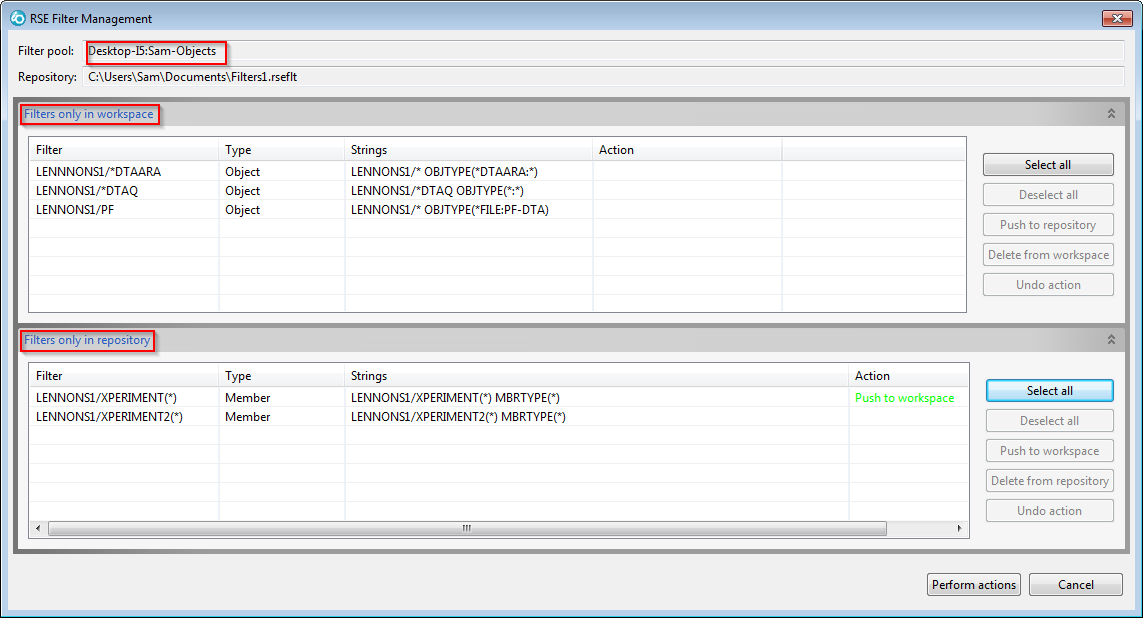 RSE Filter Management
Filter pool: Desktop-I5:Sam-Objects
Repository: C:\Users\Sam\Documents\Filters1.rseflt
Filters only in workspace
Filter Type Strings Action
LENNNONS1/*DTAARA Object LENNONS1/* OBJTYPE(*DTAARA:*)
LENNONS1/*DTAQ Object LENNONS1/*DTAQ OBJTYPE(*:*)
LENNONS1/PF Object LENNONS1/* OBJTYPE(*FILE:PF-DTA)
Select all
Deselect all
Push to repository
Delete from workspace
Undo action
Filters only in repository
Filter Type Strings Action
LENNONS1/XPERIMENT(*) Member LENNONS1/XPERIMENT(*) MBRTYPE(*) Push to workspace
LENNONS1/XPERIMENT2(*) Member LENNONS1/XPERIMENT2(*) MBRTYPE(*)
Select all
Deselect all
Push to workspace
Delete from repository
Undo action
Perform actions Cancel